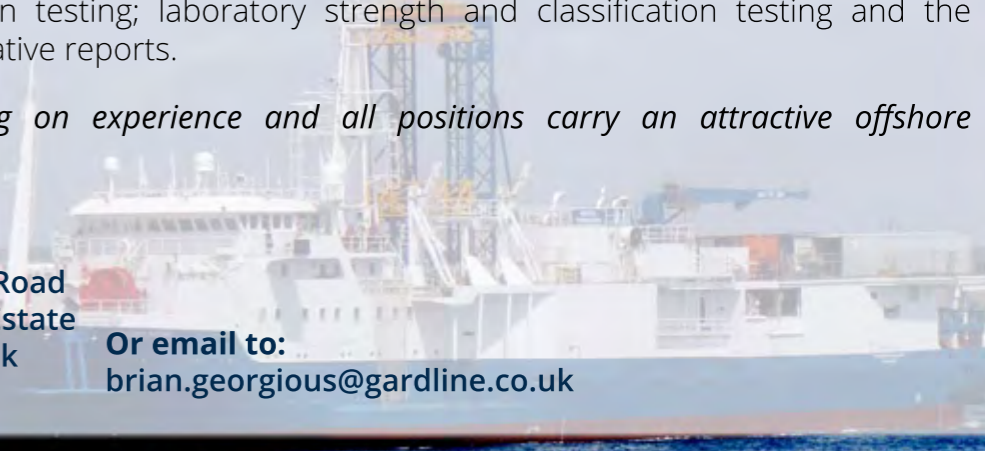 n testing; laboratory strength and classification testing and the
ative reports.
g on experience and all positions carry an attractive offshore
Road
state
k
Or email to:
brian.georgious@gardline.co.uk